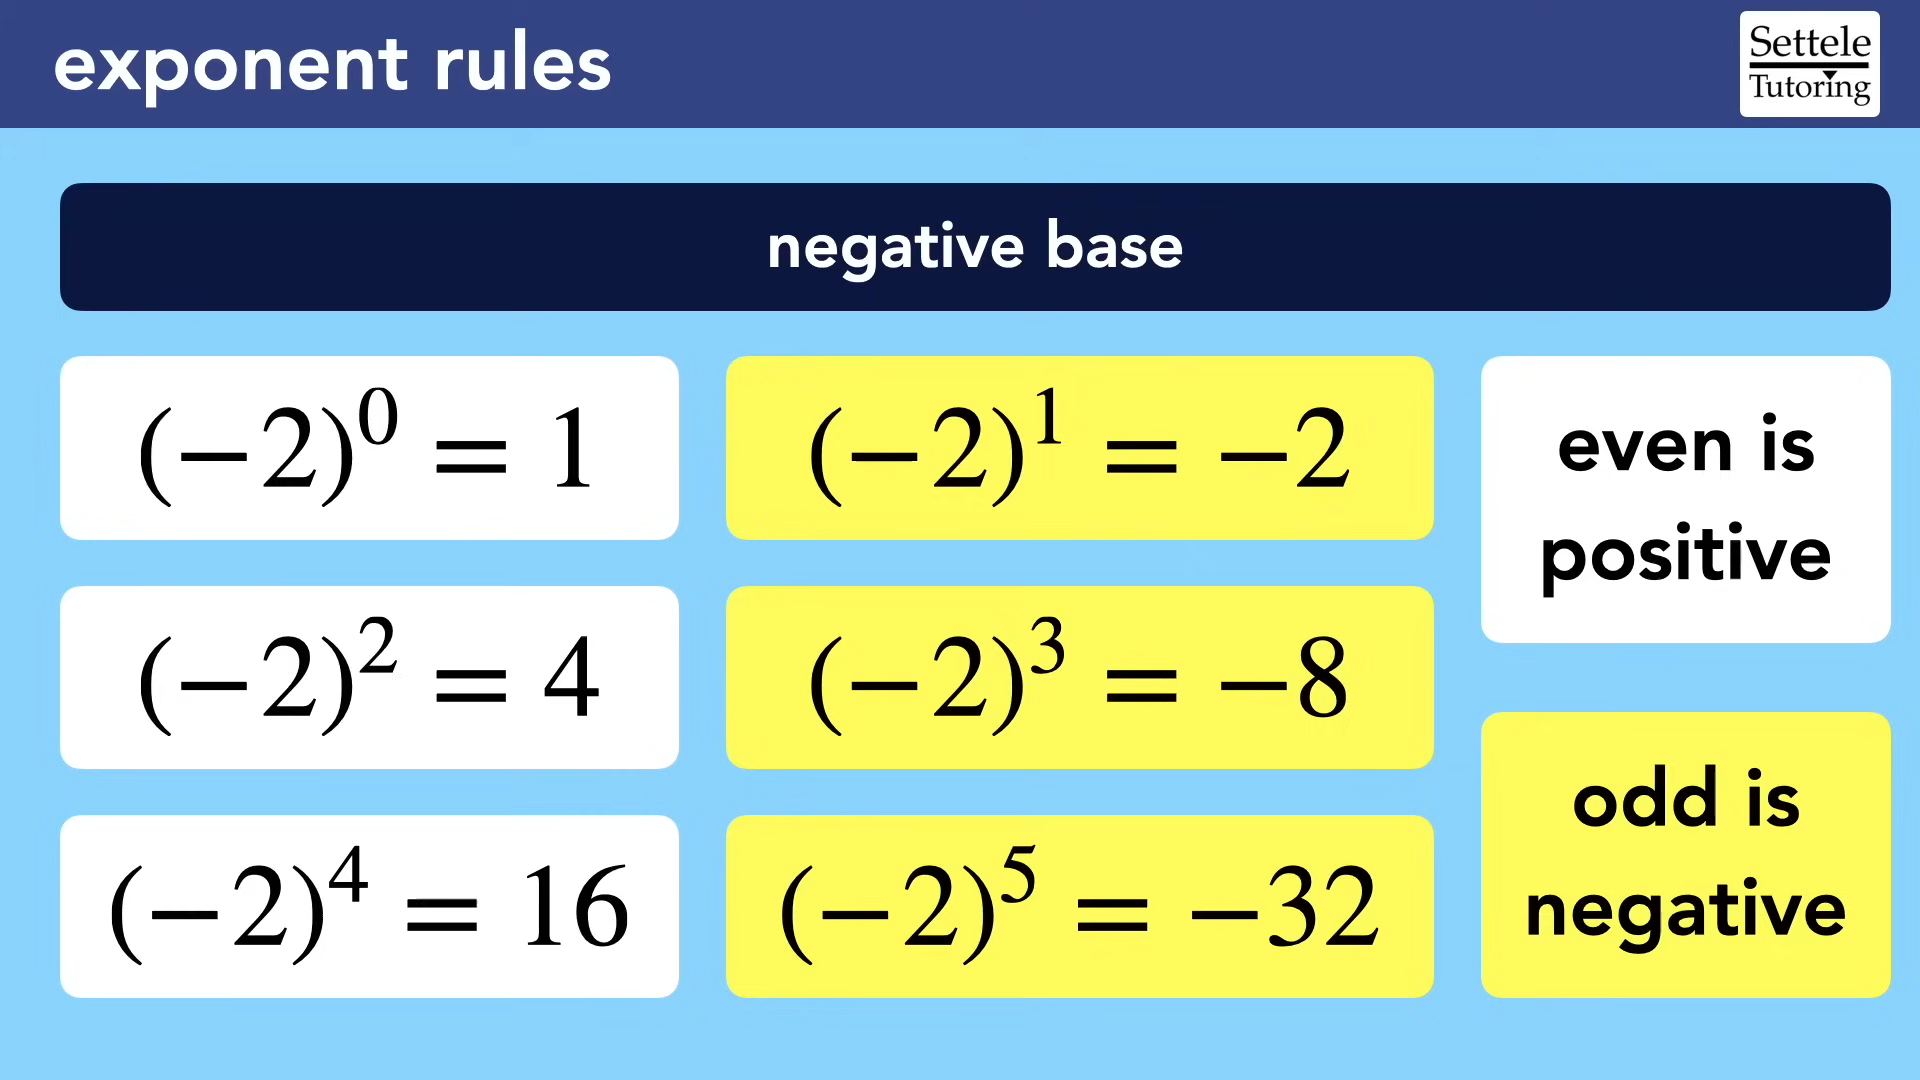 exponent rules
Settele
Tutoring
negative base
(−2)⁰ = 1
(−2)¹ = −2
even is
positive
(−2)² = 4
(−2)³ = −8
odd is
negative
(−2)⁴ = 16
(−2)⁵ = −32